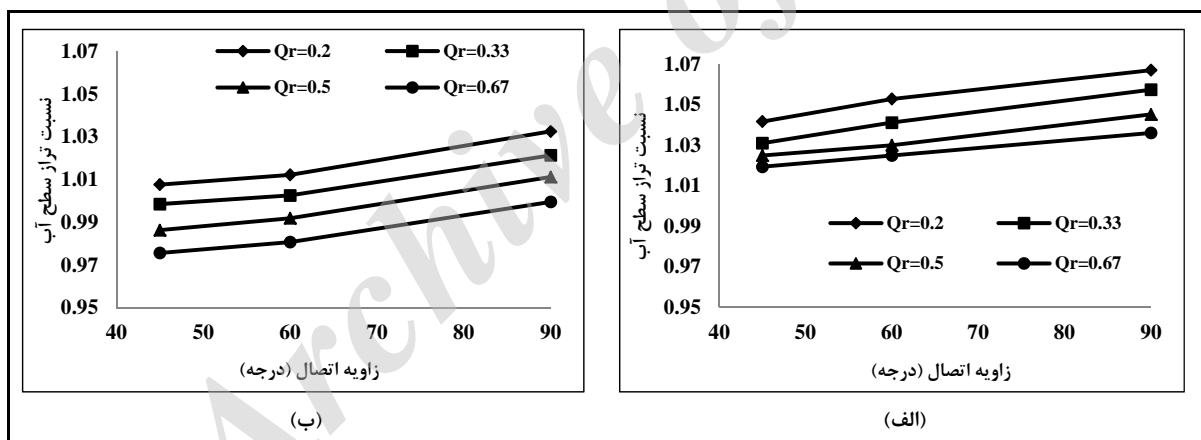 1.07
1.05
1.03
1.01
0.99
0.97
0.95
نسبت تراز سطح آب
Qr=0.2
Qr=0.33
Qr=0.5
Qr=0.67
40 50 60 70 80 90
زاویه اتصال (درجه)
(الف)
1.07
1.05
1.03
1.01
0.99
0.97
0.95
نسبت تراز سطح آب
Qr=0.2
Qr=0.33
Qr=0.5
Qr=0.67
40 50 60 70 80 90
زاویه اتصال (درجه)
(ب)
Archive of